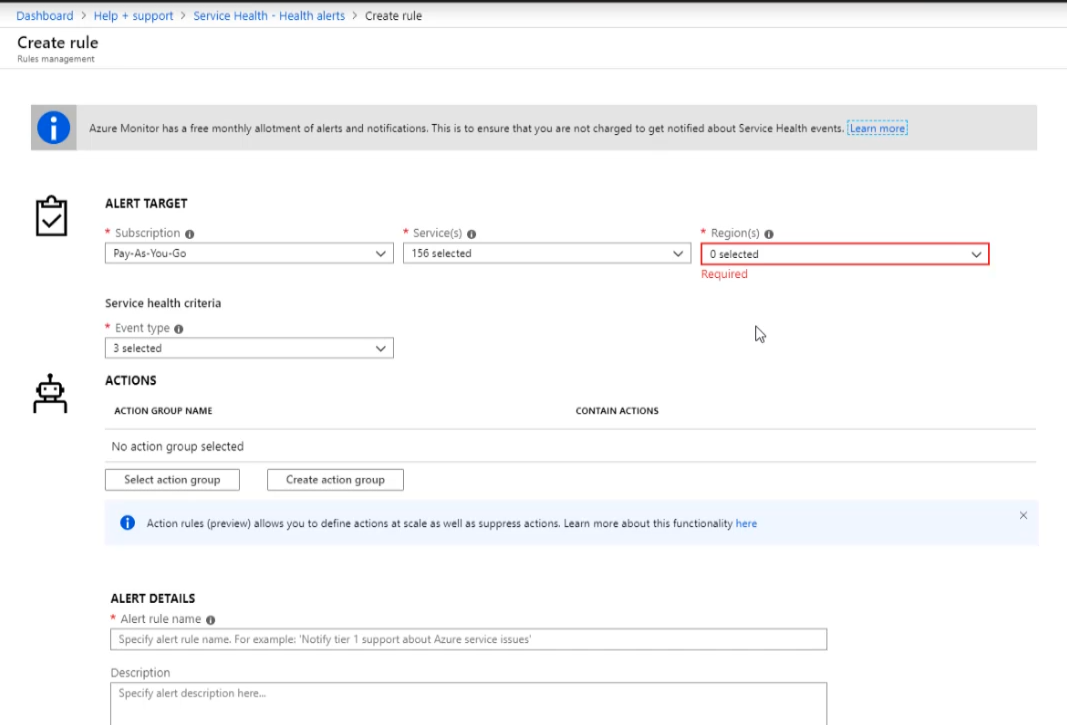 Dashboard > Help + support > Service Health - Health alerts > Create rule
Create rule
Rules management
Azure Monitor has a free monthly allotment of alerts and notifications. This is to ensure that you are not charged to get notified about Service Health events. Learn more
ALERT TARGET
* Subscription * Service(s) * Region(s)
Pay-As-You-Go 156 selected 0 selected
Required
Service health criteria
* Event type
3 selected
ACTIONS
ACTION GROUP NAME CONTAIN ACTIONS
No action group selected
Select action group Create action group
Action rules (preview) allows you to define actions at scale as well as suppress actions. Learn more about this functionality here
ALERT DETAILS
* Alert rule name
Specify alert rule name. For example: 'Notify tier 1 support about Azure service issues'
Description
Specify alert description here...